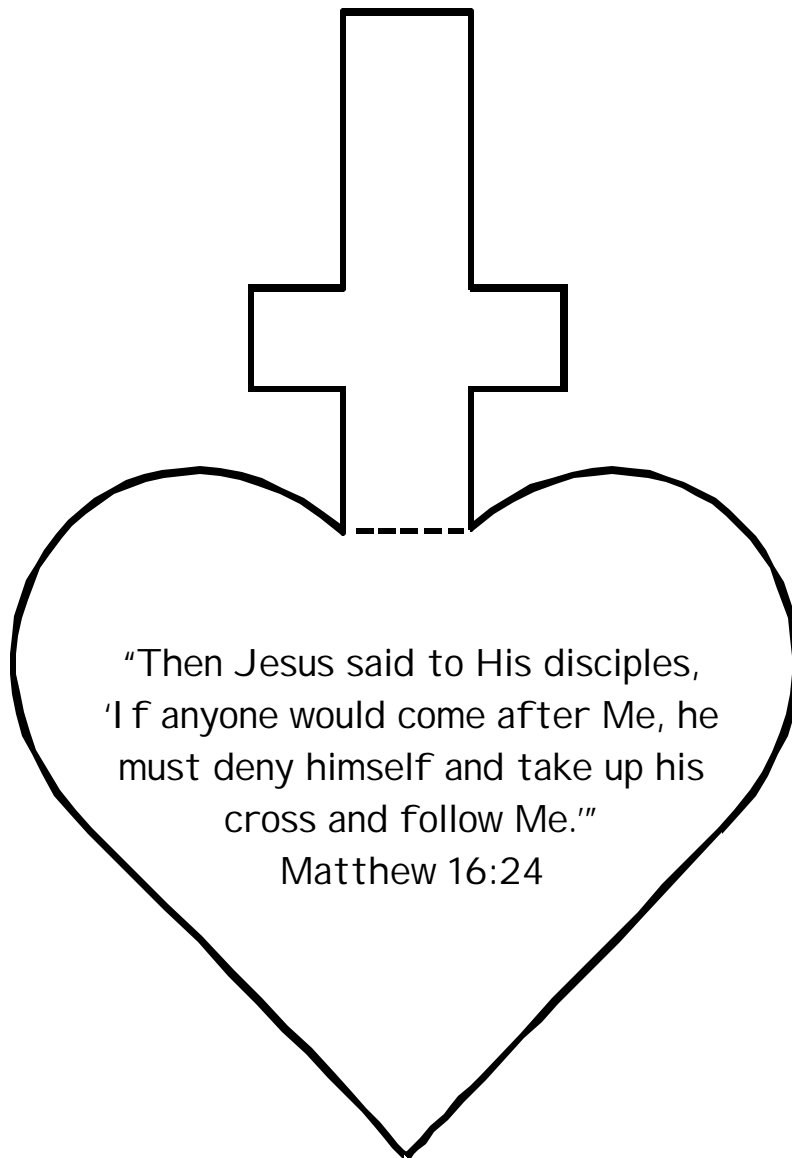 “Then Jesus said to His disciples,
‘If anyone would come after Me, he
must deny himself and take up his
cross and follow Me.’”
Matthew 16:24